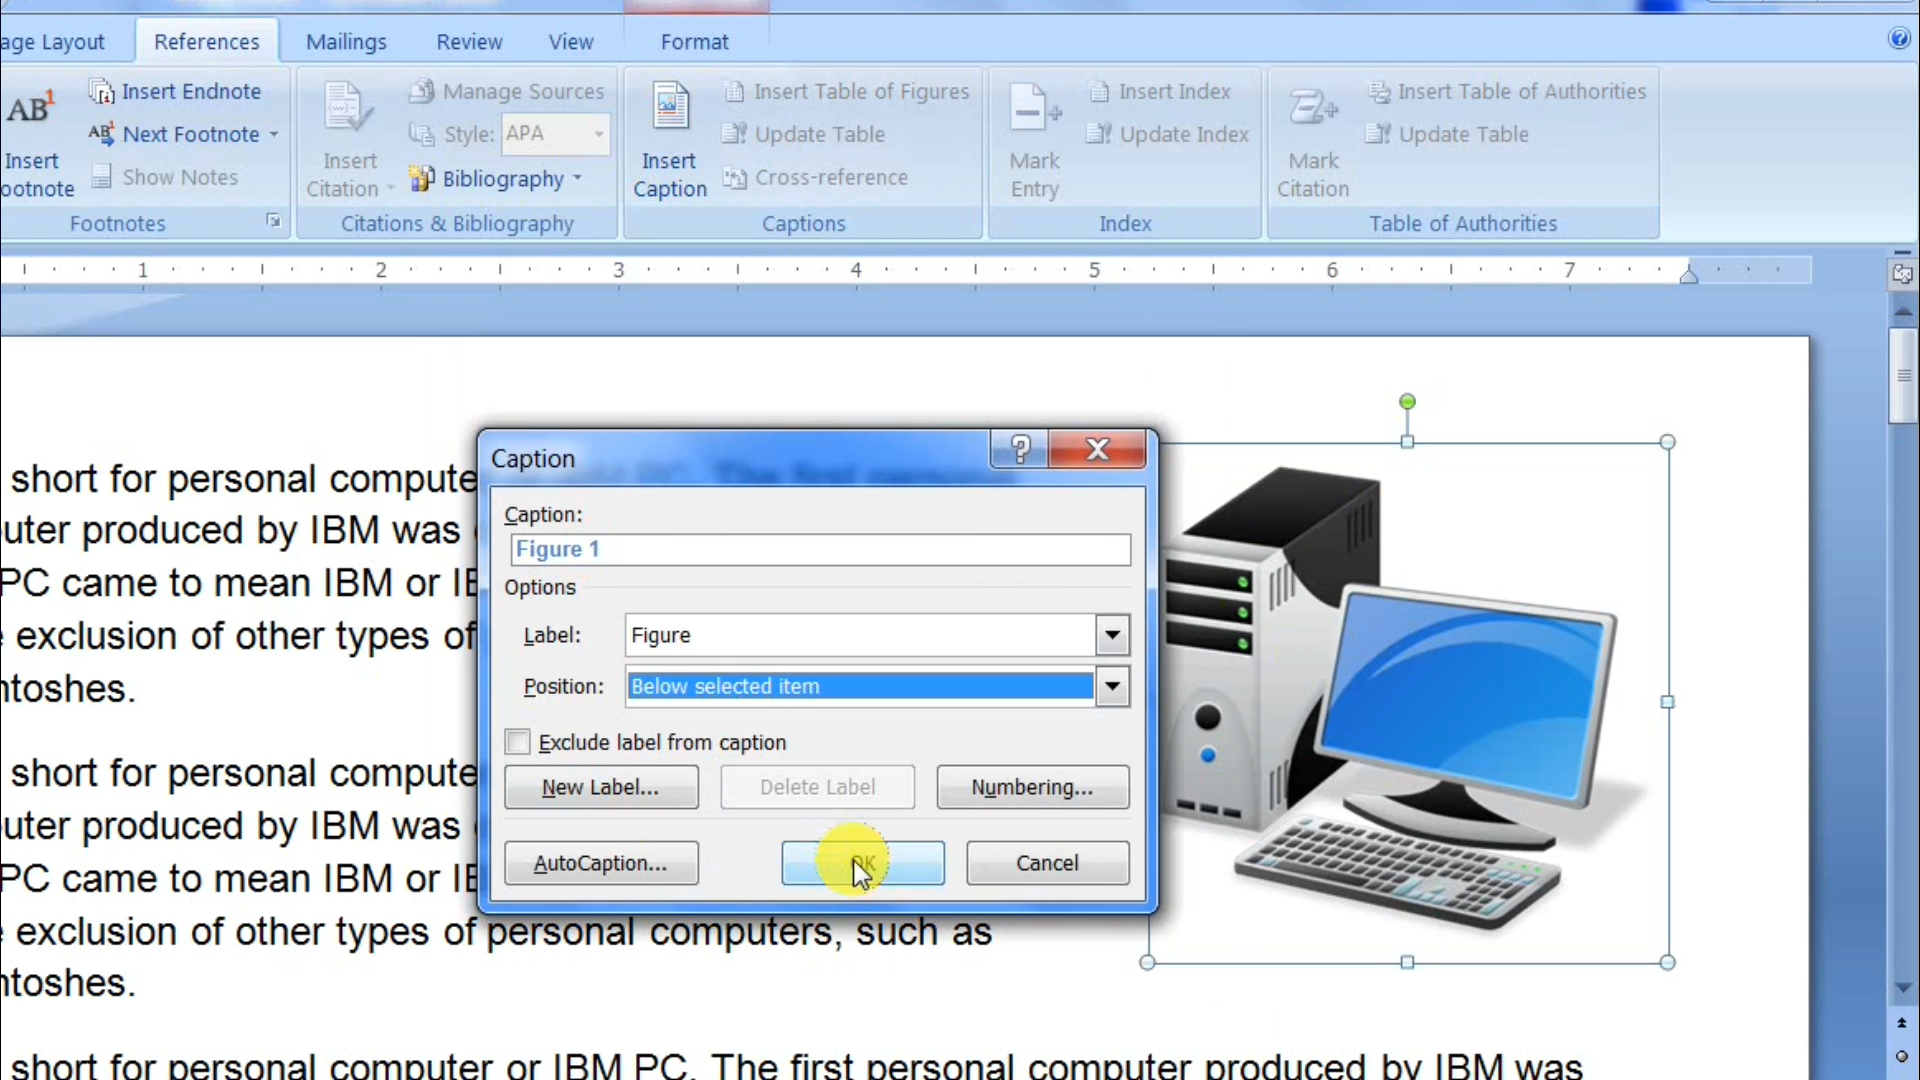 age Layout References Mailings Review View Format
AB1 Insert Endnote Manage Sources Insert Table of Figures Insert Index Insert Table of Authorities
AB1 Next Footnote Style: APA Update Table Update Index Update Table
Insert Insert Insert Mark Mark
ootnote Show Notes Citation Bibliography Caption Cross-reference Entry Citation
Footnotes Citations & Bibliography Captions Index Table of Authorities
1 2 3 4 5 6 7
short for personal compute
uter produced by IBM was
PC came to mean IBM or IB
e exclusion of other types of
ntoshes.
Caption
Caption:
Figure 1
Options
Label: Figure
Position: Below selected item
Exclude label from caption
New Label... Delete Label Numbering...
AutoCaption... OK Cancel
short for personal compute
uter produced by IBM was
PC came to mean IBM or IB
e exclusion of other types of personal computers, such as
ntoshes.
short for personal computer or IBM PC. The first personal computer produced by IBM was